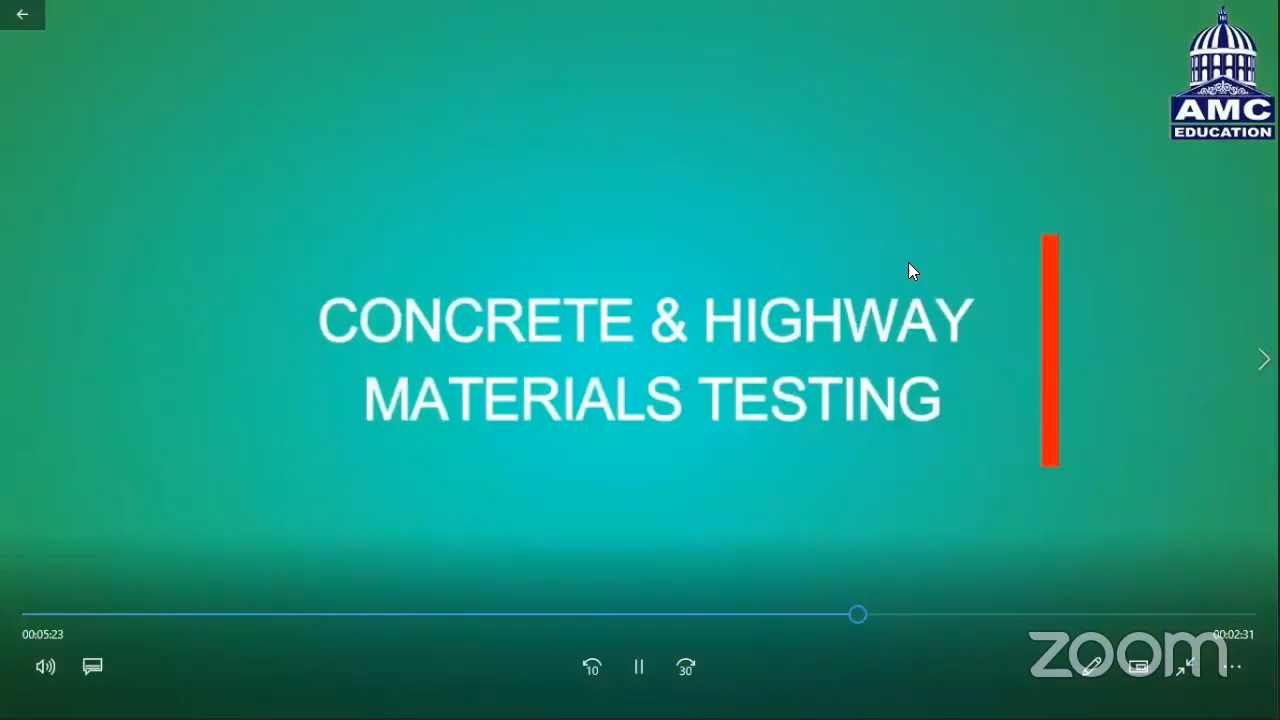 AMC
EDUCATION
CONCRETE & HIGHWAY
MATERIALS TESTING
00:05:23
00:02:31
10
30
zoom